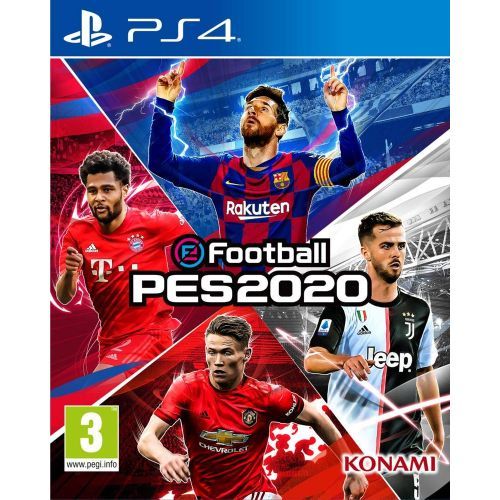 PS4
Rakuten
T
eFootball
PES2020
Jeep
CHEVROLET
3
www.pegi.info
KONAMI